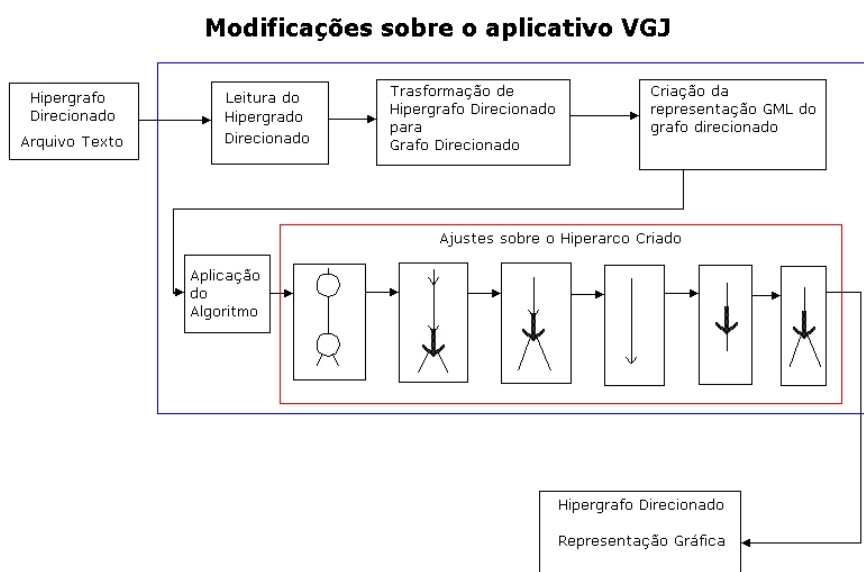 Modificações sobre o aplicativo VGJ
Hipergrafo
Direcionado
Arquivo Texto
Leitura do
Hipergrado
Direcionado
Trasformação de
Hipergrafo Direcionado
para
Grafo Direcionado
Criação da
representação GML do
grafo direcionado
Ajustes sobre o Hiperarco Criado
Aplicação
do
Algoritmo
Hipergrafo Direcionado
Representação Gráfica